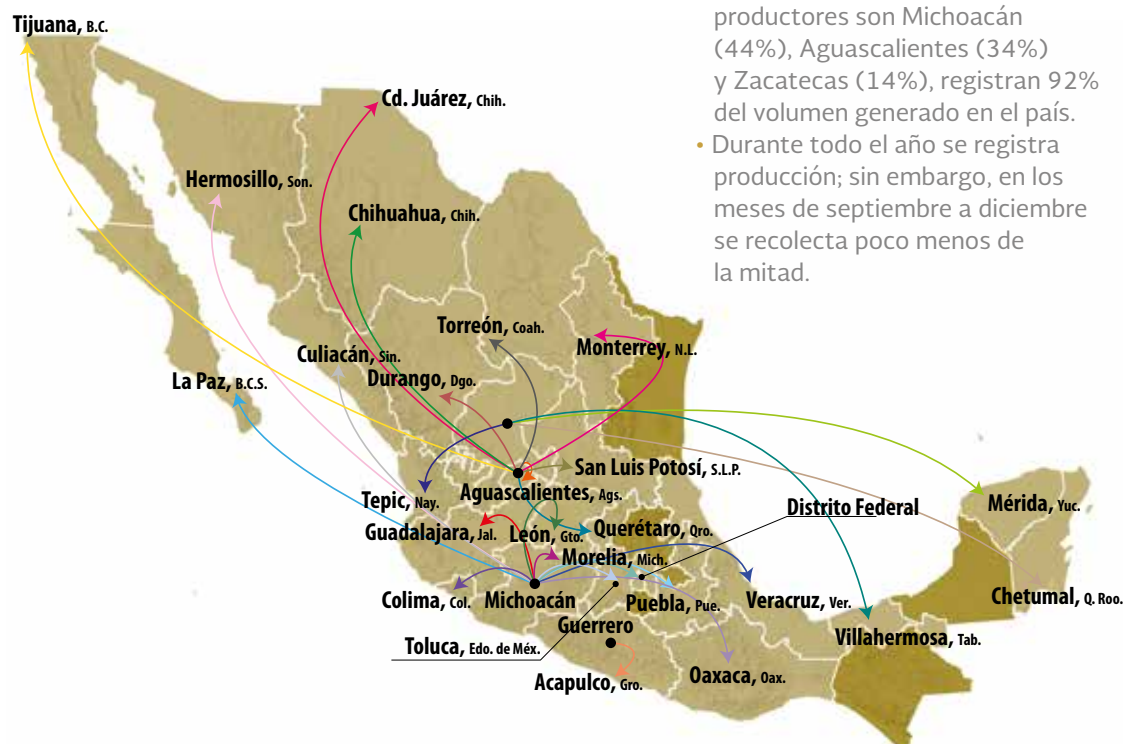 productores son Michoacán
(44%), Aguascalientes (34%)
y Zacatecas (14%), registran 92%
del volumen generado en el país.
• Durante todo el año se registra
producción; sin embargo, en los
meses de septiembre a diciembre
se recolecta poco menos de
la mitad.
Tijuana, B.C.
Cd. Juárez, Chih.
Hermosillo, Son.
Chihuahua, Chih.
Torreón, Coah.
Monterrey, N.L.
Culiacán, Sin.
Durango, Dgo.
La Paz, B.C.S.
San Luis Potosí, S.L.P.
Aguascalientes, Ags.
Tepic, Nay.
Distrito Federal
Mérida, Yuc.
Guadalajara, Jal.
León, Gto.
Querétaro, Qro.
Morelia, Mich.
Colima, Col.
Michoacán
Puebla, Pue.
Veracruz, Ver.
Chetumal, Q. Roo.
Guerrero
Villahermosa, Tab.
Toluca, Edo. de Méx.
Oaxaca, Oax.
Acapulco, Gro.